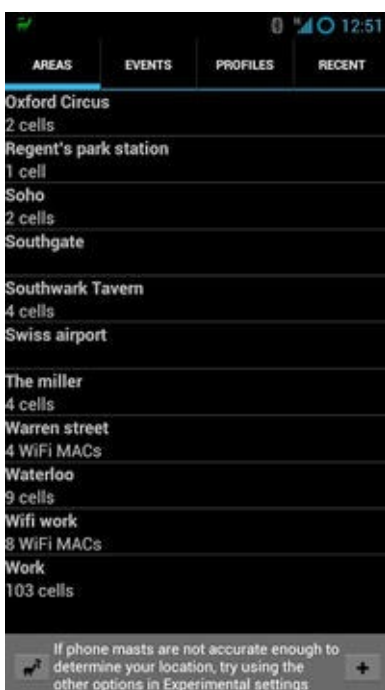 12:51
AREAS EVENTS PROFILES RECENT
Oxford Circus
2 cells
Regent's park station
1 cell
Soho
2 cells
Southgate
Southwark Tavern
4 cells
Swiss airport
The miller
4 cells
Warren street
4 WiFi MACs
Waterloo
9 cells
Wifi work
8 WiFi MACs
Work
103 cells
If phone masts are not accurate enough to
determine your location, try using the
other options in Experimental settings